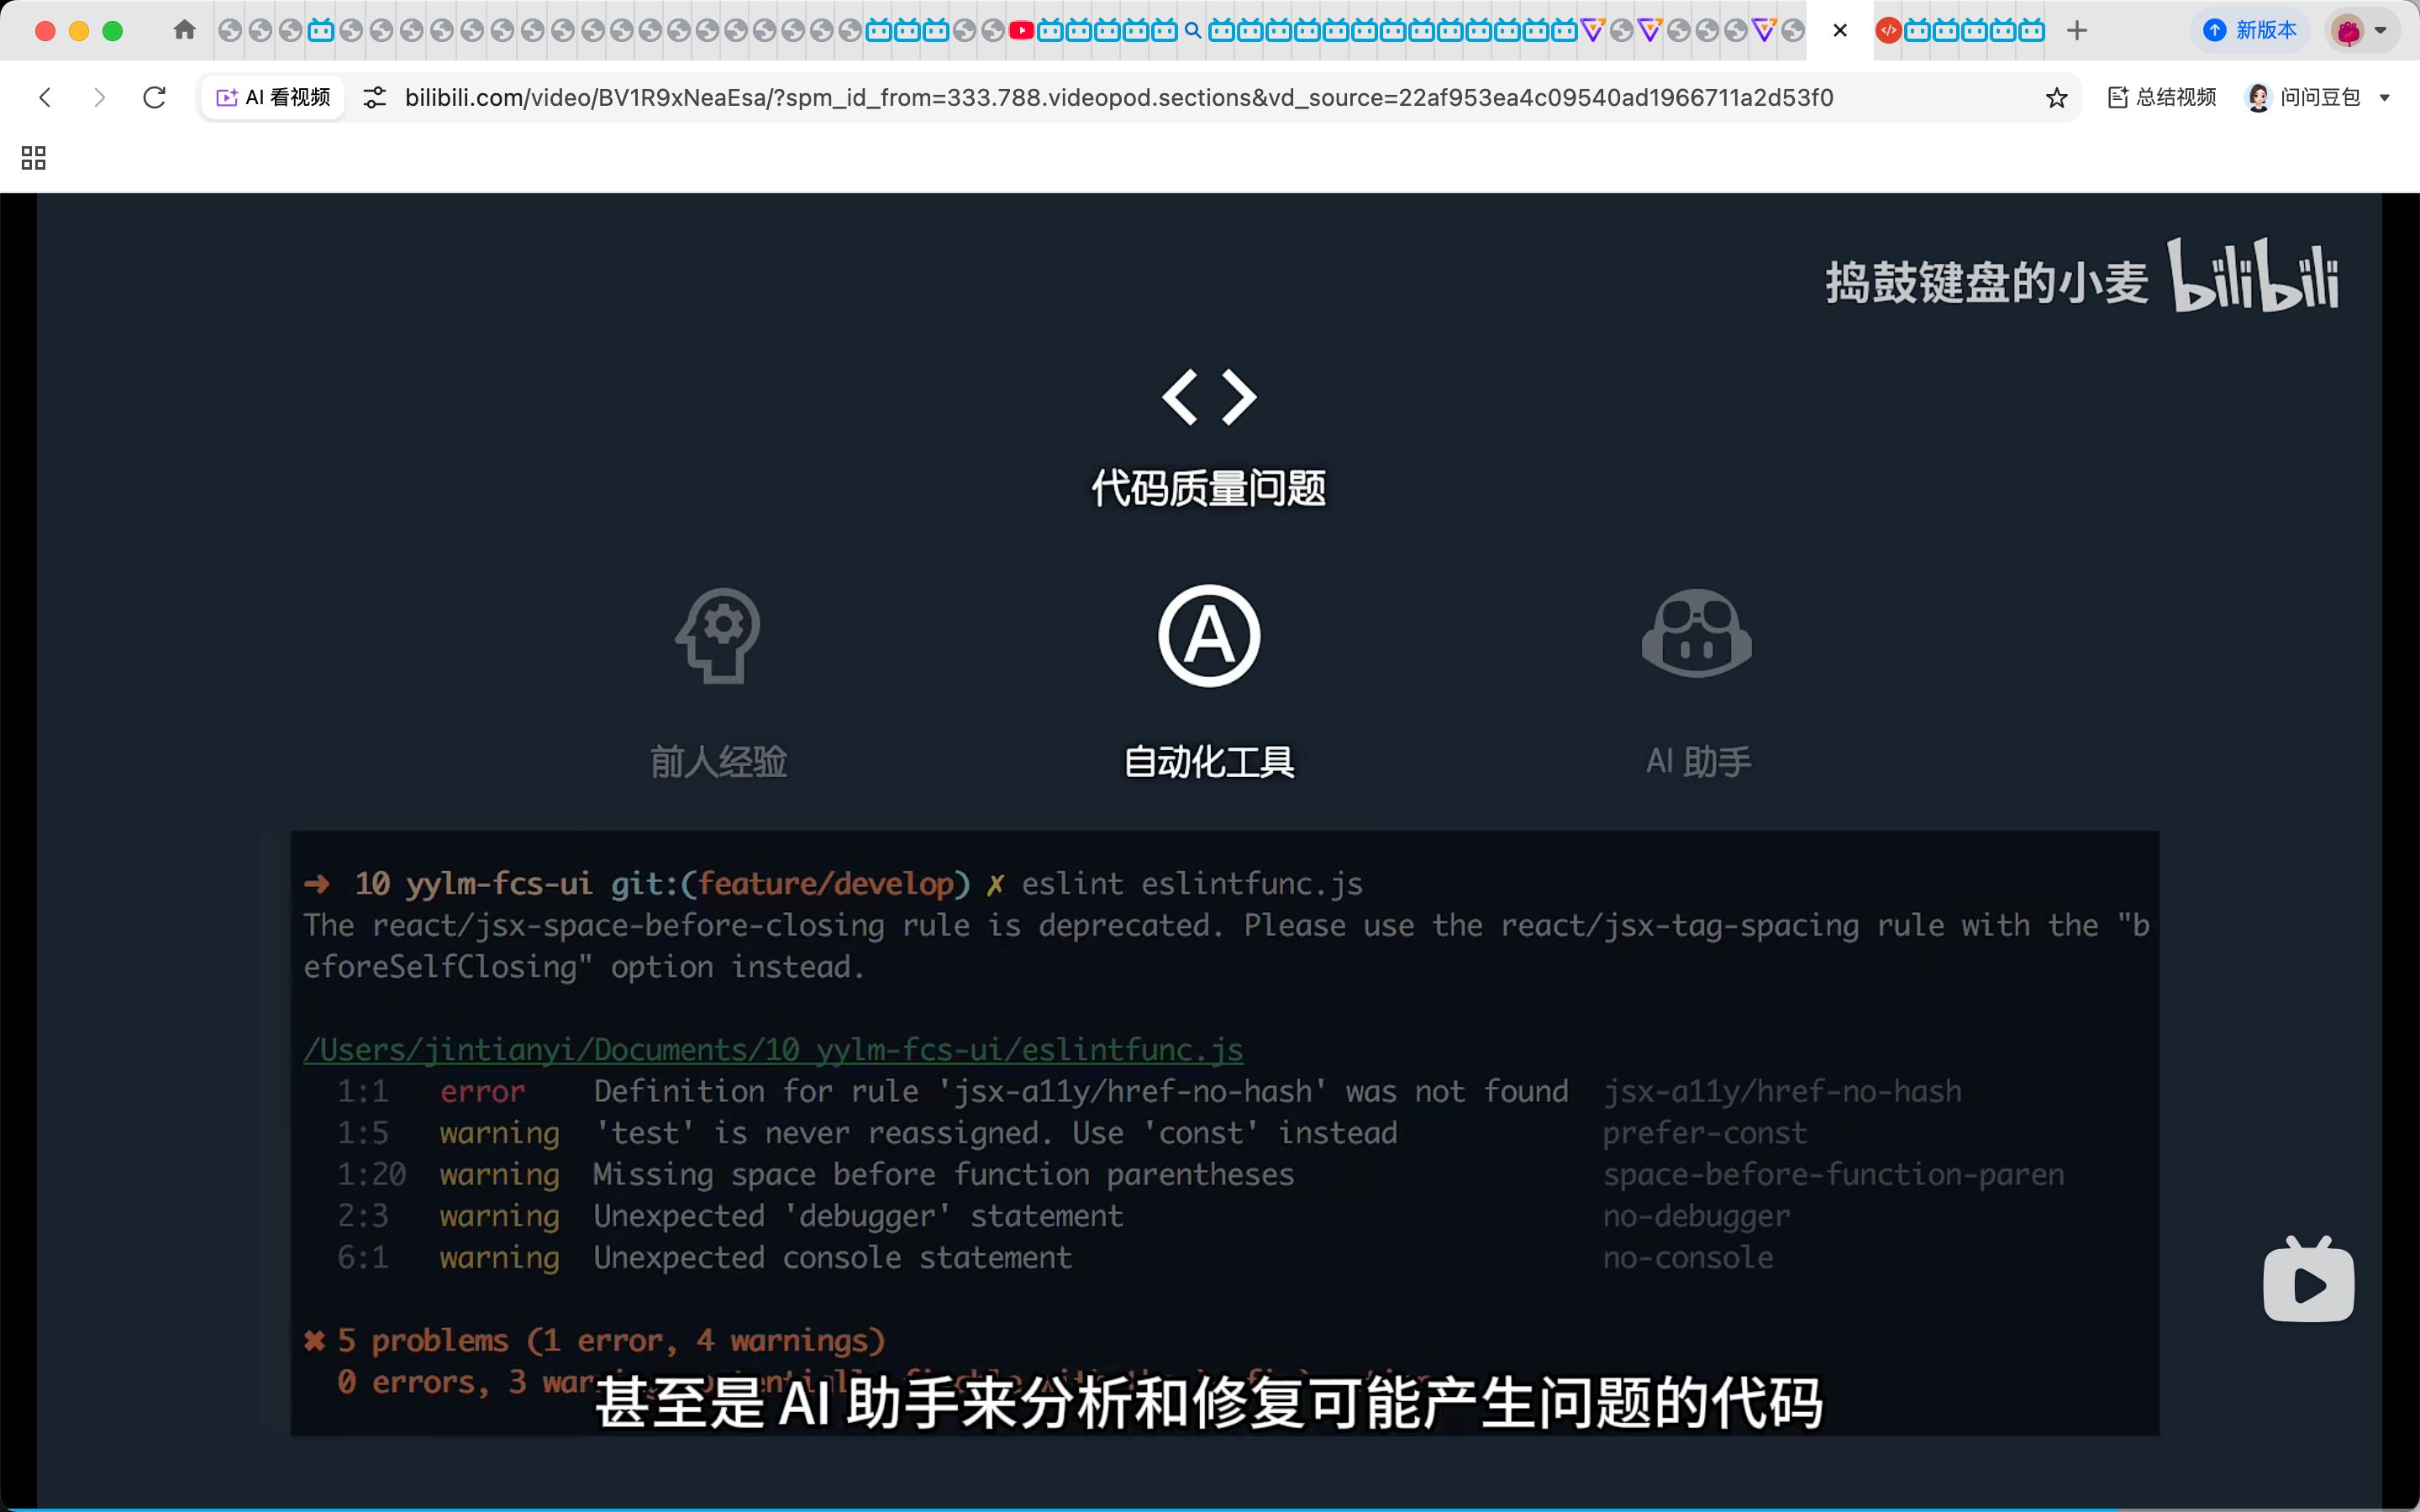 新版本
AI 看视频
bilibili.com/video/BV1R9xNeaEsa/?spm_id_from=333.788.videopod.sections&vd_source=22af953ea4c09540ad1966711a2d53f0
总结视频
问问豆包
捣鼓键盘的小麦 bilibili
代码质量问题
A
前人经验
自动化工具
AI 助手
➜ 10 yylm-fcs-ui git:(feature/develop) ✗ eslint eslintfunc.js
The react/jsx-space-before-closing rule is deprecated. Please use the react/jsx-tag-spacing rule with the "b
eforeSelfClosing" option instead.
/Users/jintianyi/Documents/10 yylm-fcs-ui/eslintfunc.js
1:1 error Definition for rule 'jsx-a11y/href-no-hash' was not found jsx-a11y/href-no-hash
1:5 warning 'test' is never reassigned. Use 'const' instead prefer-const
1:20 warning Missing space before function parentheses space-before-function-paren
2:3 warning Unexpected 'debugger' statement no-debugger
6:1 warning Unexpected console statement no-console
✖ 5 problems (1 error, 4 warnings)
0 errors, 3
甚至是 AI 助手来分析和修复可能产生问题的代码